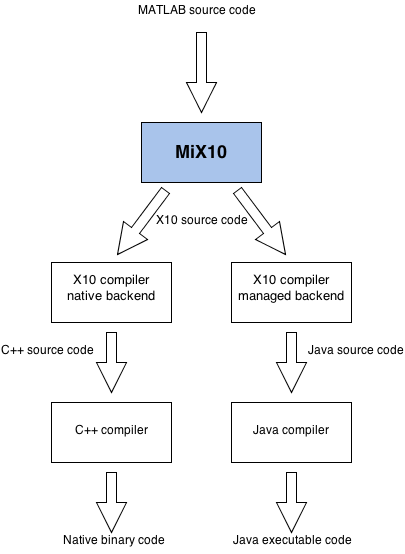 MATLAB source code
MiX10
X10 source code
X10 compiler
native backend
X10 compiler
managed backend
C++ source code
Java source code
C++ compiler
Java compiler
Native binary code
Java executable code